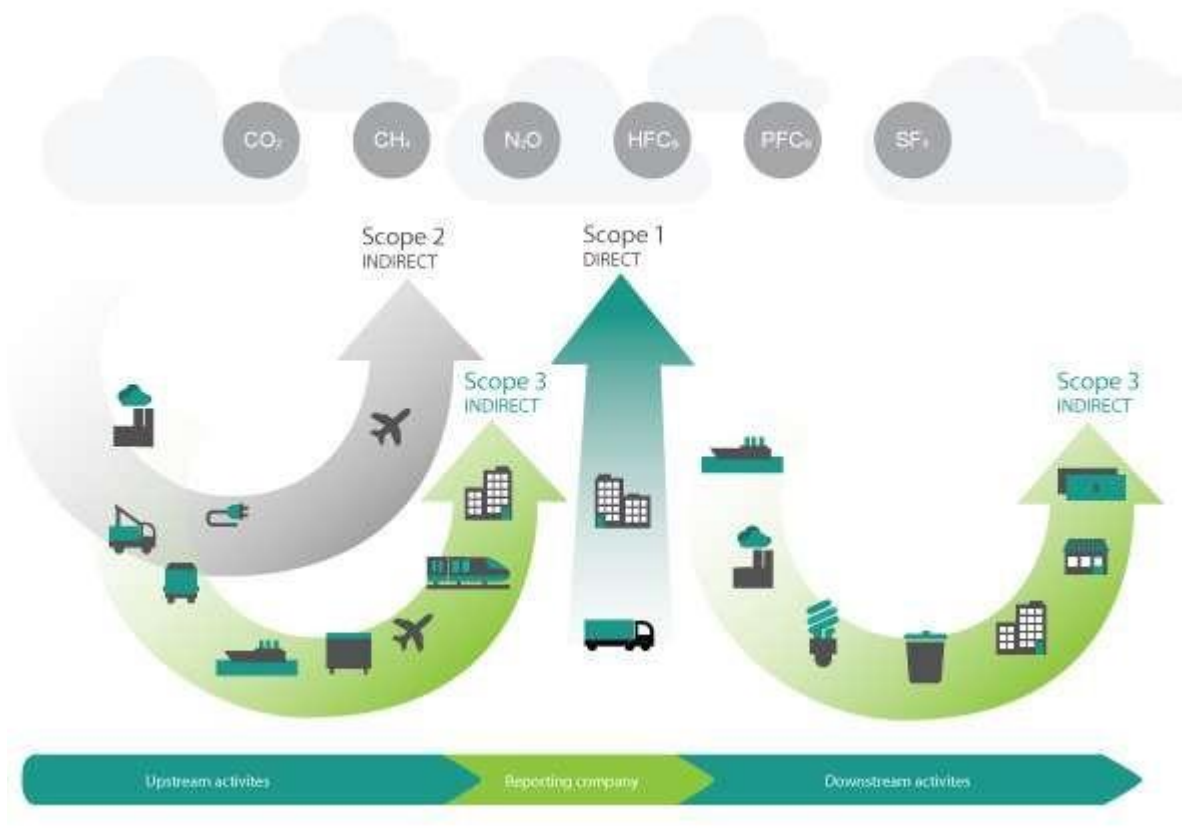 CO₂
CH₄
N₂O
HFCₛ
PFCₛ
SF₆
Scope 2
INDIRECT
Scope 1
DIRECT
Scope 3
INDIRECT
Scope 3
INDIRECT
Upstream activites
Reporting company
Downstream activites